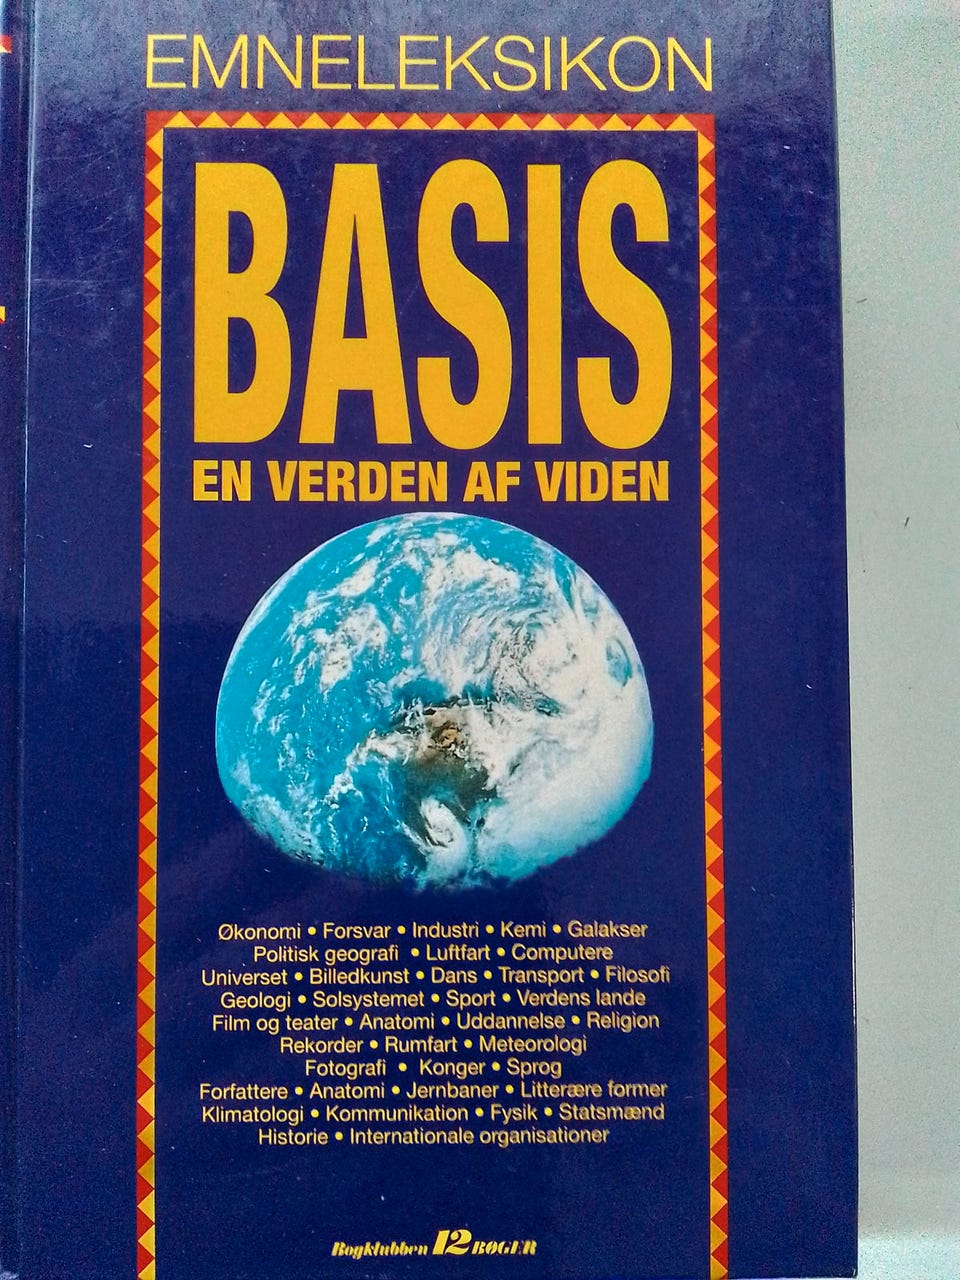 EMNELEKSIKON
BASIS
EN VERDEN AF VIDEN
Økonomi • Forsvar • Industri • Kemi • Galakser
Politisk geografi • Luftfart • Computere
Universet • Billedkunst • Dans • Transport • Filosofi
Geologi • Solsystemet • Sport • Verdens lande
Film og teater • Anatomi • Uddannelse • Religion
Rekorder • Rumfart • Meteorologi
Fotografi • Konger • Sprog
Forfattere • Anatomi • Jernbaner • Litterære former
Klimatologi • Kommunikation • Fysik • Statsmænd
Historie • Internationale organisationer
Bogklubben 12 BØGER